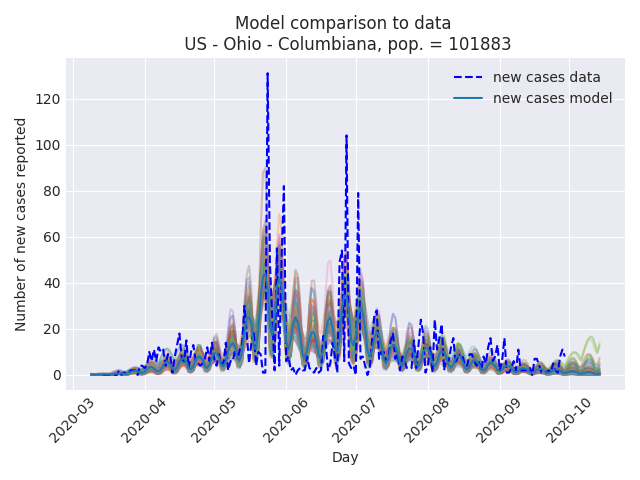 Model comparison to data
US - Ohio - Columbiana, pop. = 101883
new cases data
new cases model
Number of new cases reported
120
100
80
60
40
20
0
2020-03
2020-04
2020-05
2020-06
2020-07
2020-08
2020-09
2020-10
Day